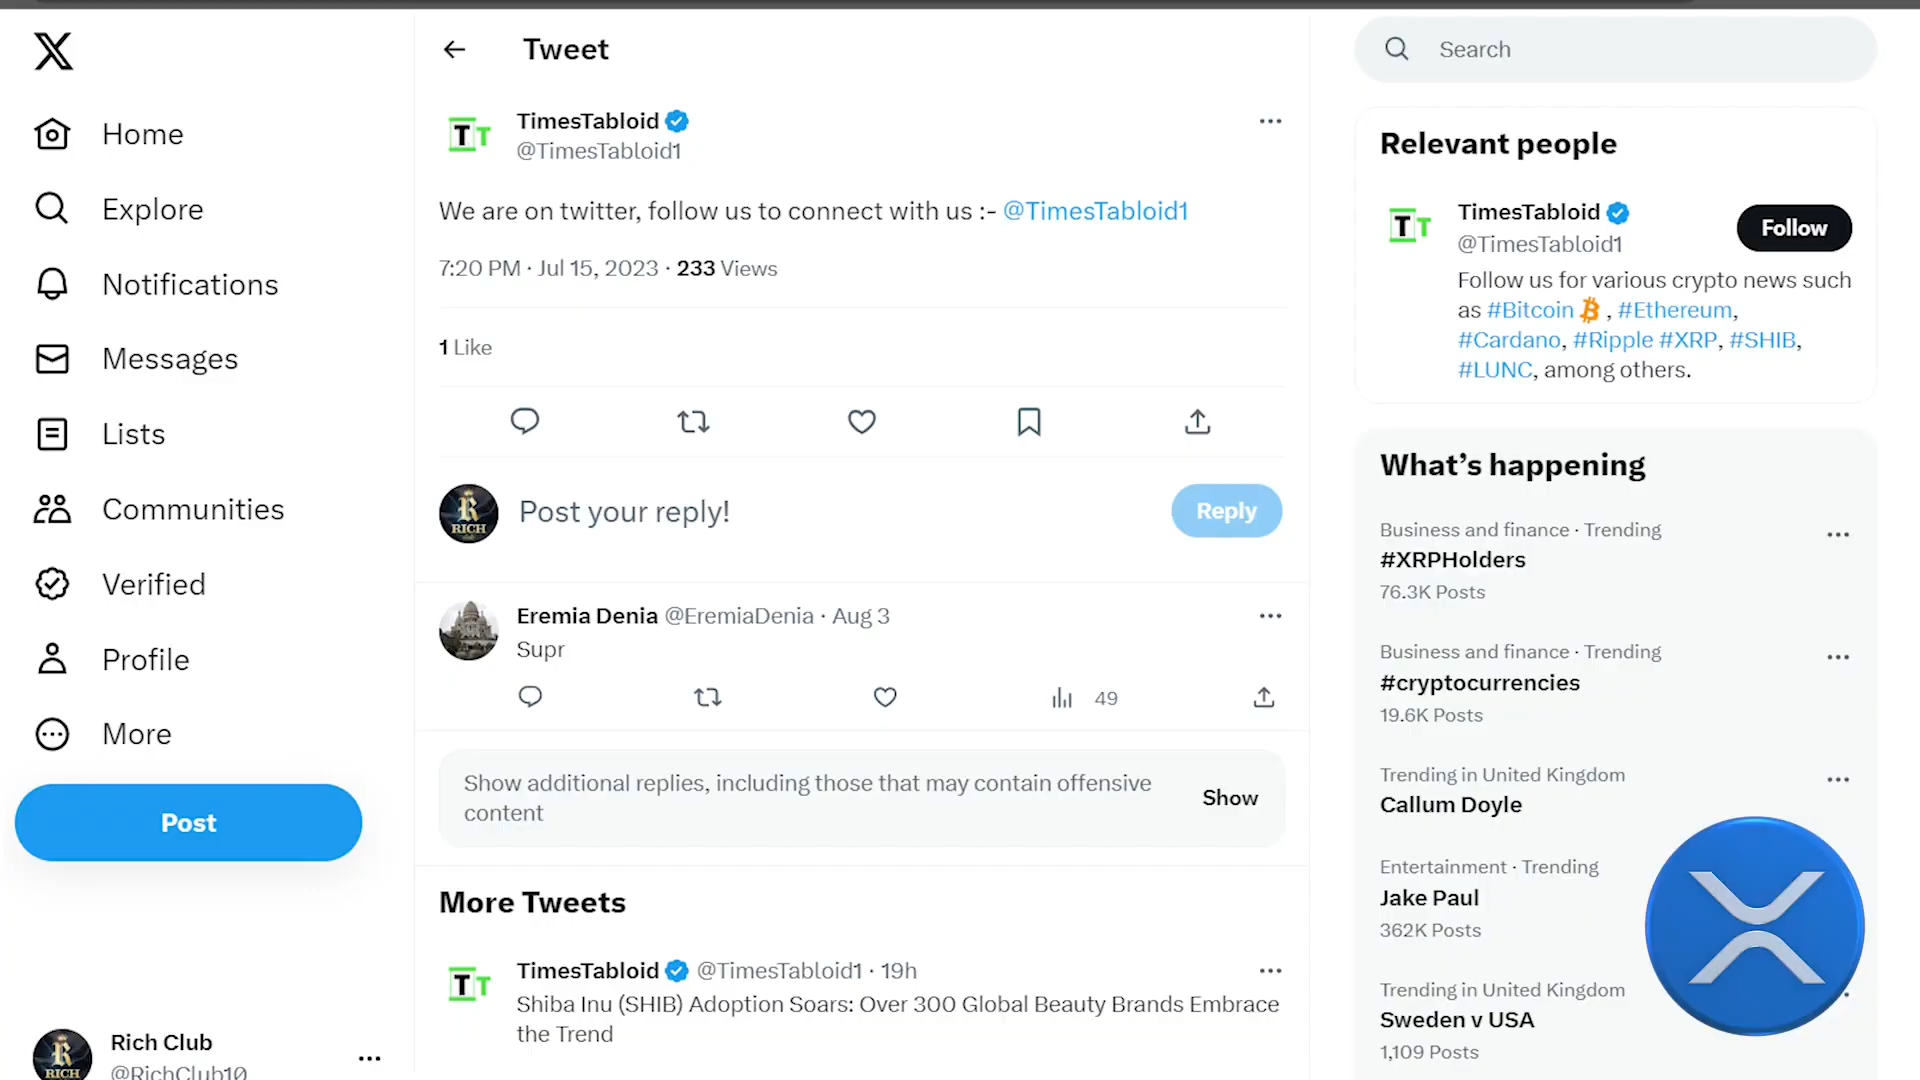 Home
Explore
Notifications
Messages
Lists
Communities
Verified
Profile
More
Post
Rich Club
@RichClub10
Tweet
TT
TimesTabloid
@TimesTabloid1
We are on twitter, follow us to connect with us :- @TimesTabloid1
7:20 PM · Jul 15, 2023 · 233 Views
1 Like
R
RICH
Post your reply!
Reply
Eremia Denia @EremiaDenia · Aug 3
Supr
49
Show additional replies, including those that may contain offensive
content
Show
More Tweets
TT
TimesTabloid @TimesTabloid1 · 19h
Shiba Inu (SHIB) Adoption Soars: Over 300 Global Beauty Brands Embrace
the Trend
Search
Relevant people
TT
TimesTabloid
@TimesTabloid1
Follow
Follow us for various crypto news such
as #Bitcoin , #Ethereum,
#Cardano, #Ripple #XRP, #SHIB,
#LUNC, among others.
What’s happening
Business and finance · Trending
#XRPHolders
76.3K Posts
Business and finance · Trending
#cryptocurrencies
19.6K Posts
Trending in United Kingdom
Callum Doyle
Entertainment · Trending
Jake Paul
362K Posts
Trending in United Kingdom
Sweden v USA
1,109 Posts
R
RICH